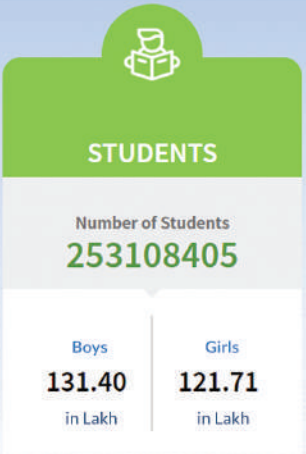 STUDENTS
Number of Students
253108405
Boys
Girls
131.40
121.71
in Lakh
in Lakh